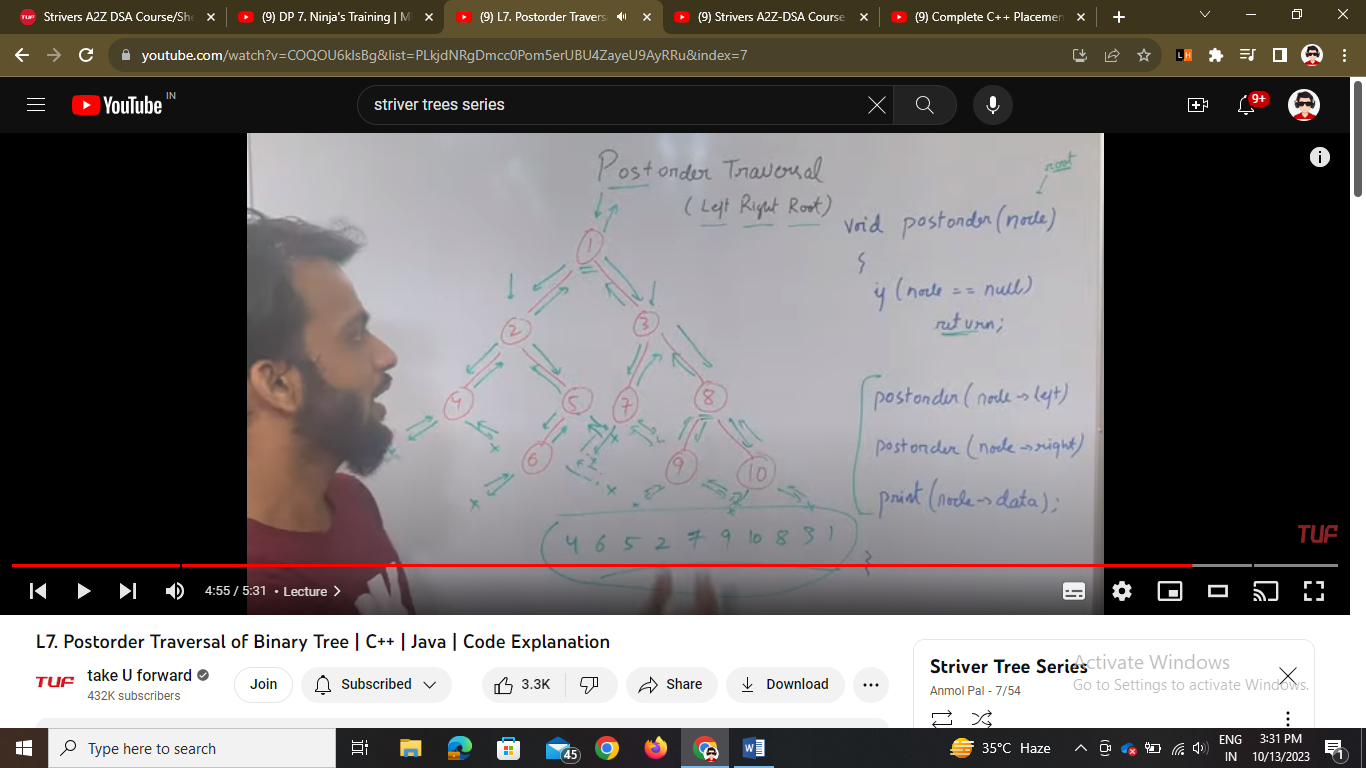 Strivers A2Z DSA Course/She
(9) DP 7. Ninja's Training | M
(9) L7. Postorder Travers
(9) Strivers A2Z-DSA Course
(9) Complete C++ Placemen
youtube.com/watch?v=COQOU6klsBg&list=PLkjdNRgDmcc0Pom5erUBU4ZayeU9AyRRu&index=7
YouTube IN
striver trees series
9+
Postorder Traversal
(Left Right Root)
root
void postorder(node)
{
if (node == null)
return;
postorder(node->left)
postorder(node->right)
print(node->data);
}
1
2 3
4 5 7 8
6 9 10
4 6 5 2 7 9 10 8 3 1
TUF
4:55 / 5:31 • Lecture
L7. Postorder Traversal of Binary Tree | C++ | Java | Code Explanation
TUF
take U forward
432K subscribers
Join
Subscribed
3.3K
Share
Download
Striver Tree Series
Anmol Pal - 7/54
Activate Windows
Go to Settings to activate Windows.
Type here to search
45
35°C Haze
ENG
IN
3:31 PM
10/13/2023
1